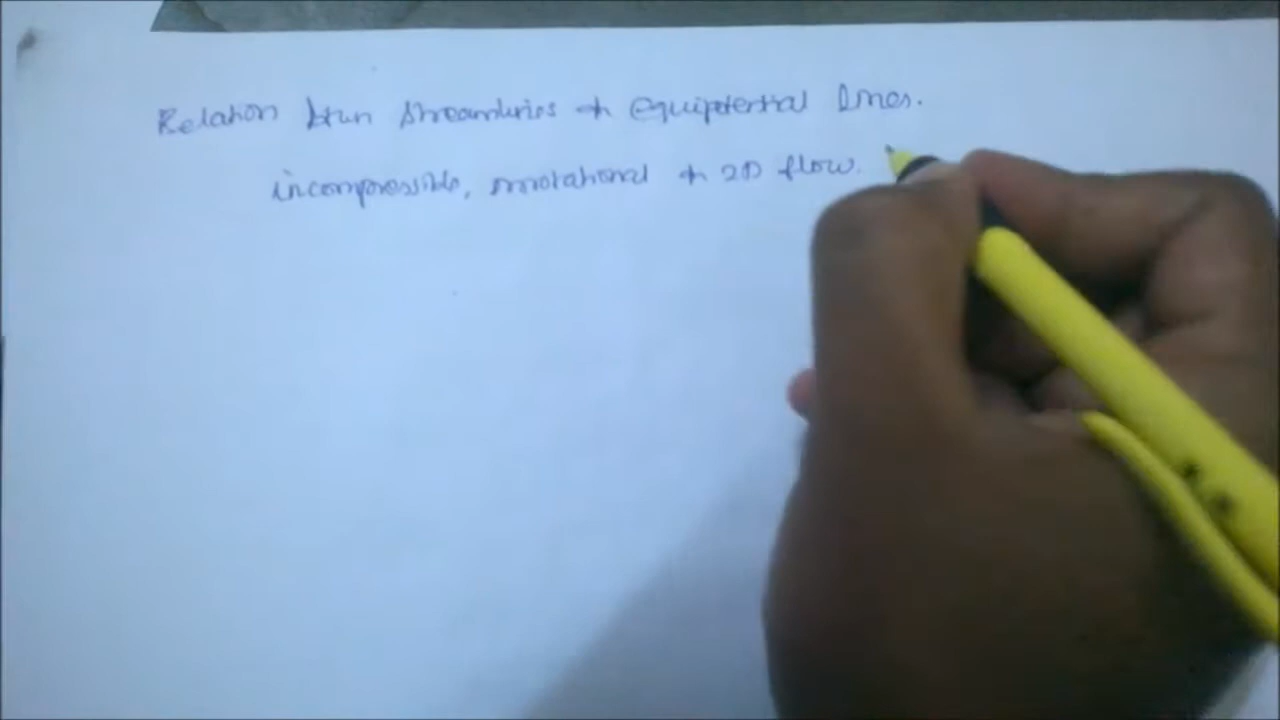 Relation btwn streamlines & equipotential lines.
incompressible, irrotational & 2D flow.